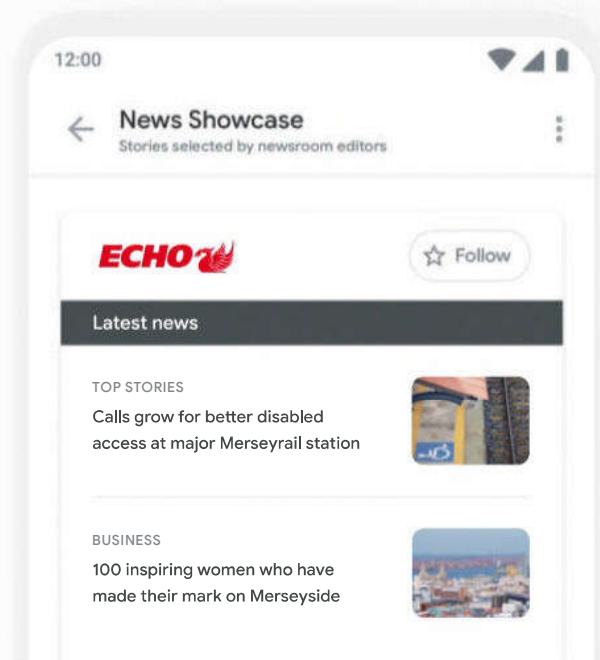 12:00
News Showcase
Stories selected by newsroom editors
ECHO
Follow
Latest news
TOP STORIES
Calls grow for better disabled
access at major Merseyrail station
BUSINESS
100 inspiring women who have
made their mark on Merseyside